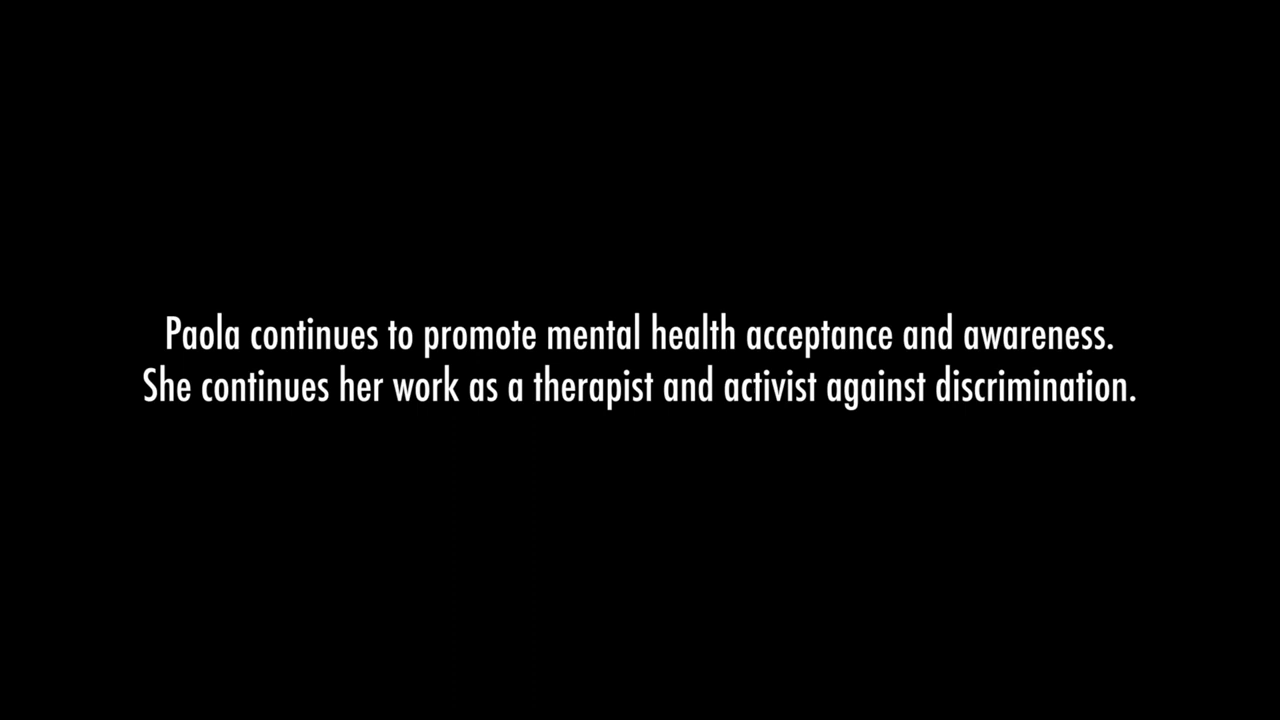 Paola continues to promote mental health acceptance and awareness.
She continues her work as a therapist and activist against discrimination.